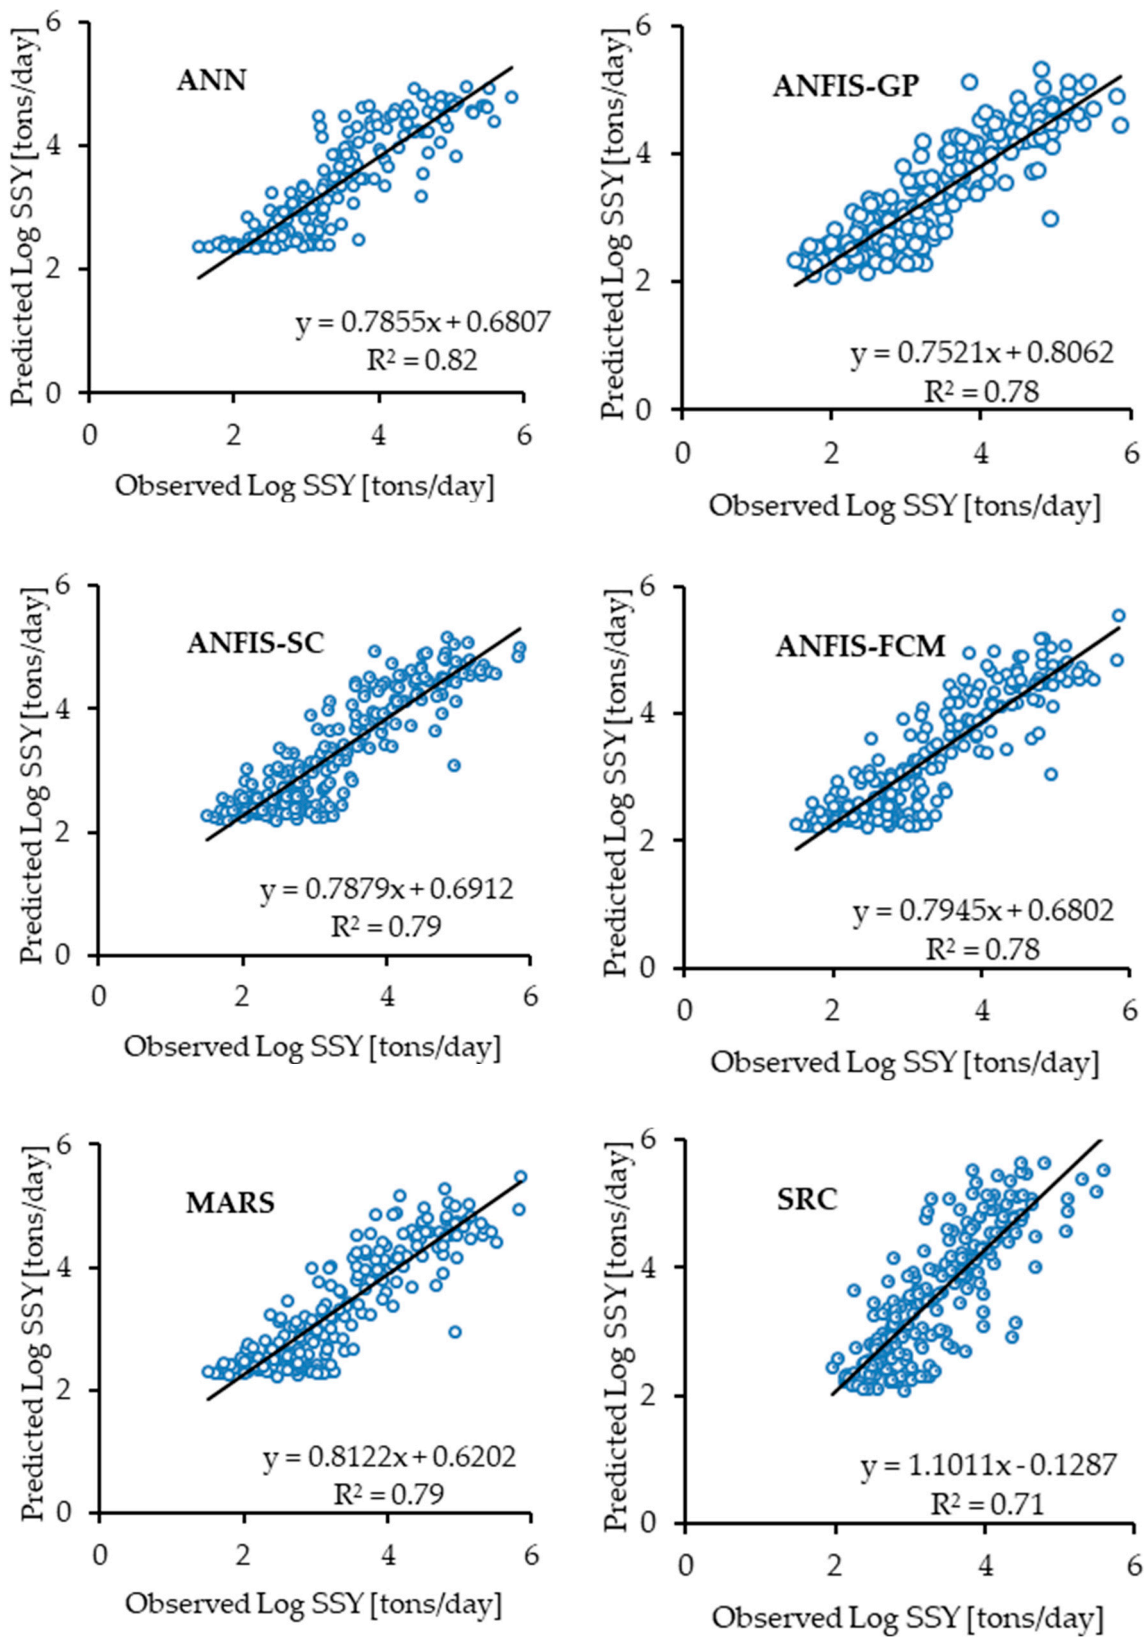 Predicted Log SSY [tons/day]
6
4
2
0
ANN
y = 0.7855x + 0.6807
R² = 0.82
0 2 4 6
Observed Log SSY [tons/day]
Predicted Log SSY [tons/day]
6
4
2
0
ANFIS-GP
y = 0.7521x + 0.8062
R² = 0.78
0 2 4 6
Observed Log SSY [tons/day]
Predicted Log SSY [tons/day]
6
4
2
0
ANFIS-SC
y = 0.7879x + 0.6912
R² = 0.79
0 2 4 6
Observed Log SSY [tons/day]
Predicted Log SSY [tons/day]
6
4
2
0
ANFIS-FCM
y = 0.7945x + 0.6802
R² = 0.78
0 2 4 6
Observed Log SSY [tons/day]
Predicted Log SSY [tons/day]
6
4
2
0
MARS
y = 0.8122x + 0.6202
R² = 0.79
0 2 4 6
Observed Log SSY [tons/day]
Predicted Log SSY [tons/day]
6
4
2
0
SRC
y = 1.1011x - 0.1287
R² = 0.71
0 2 4 6
Observed Log SSY [tons/day]